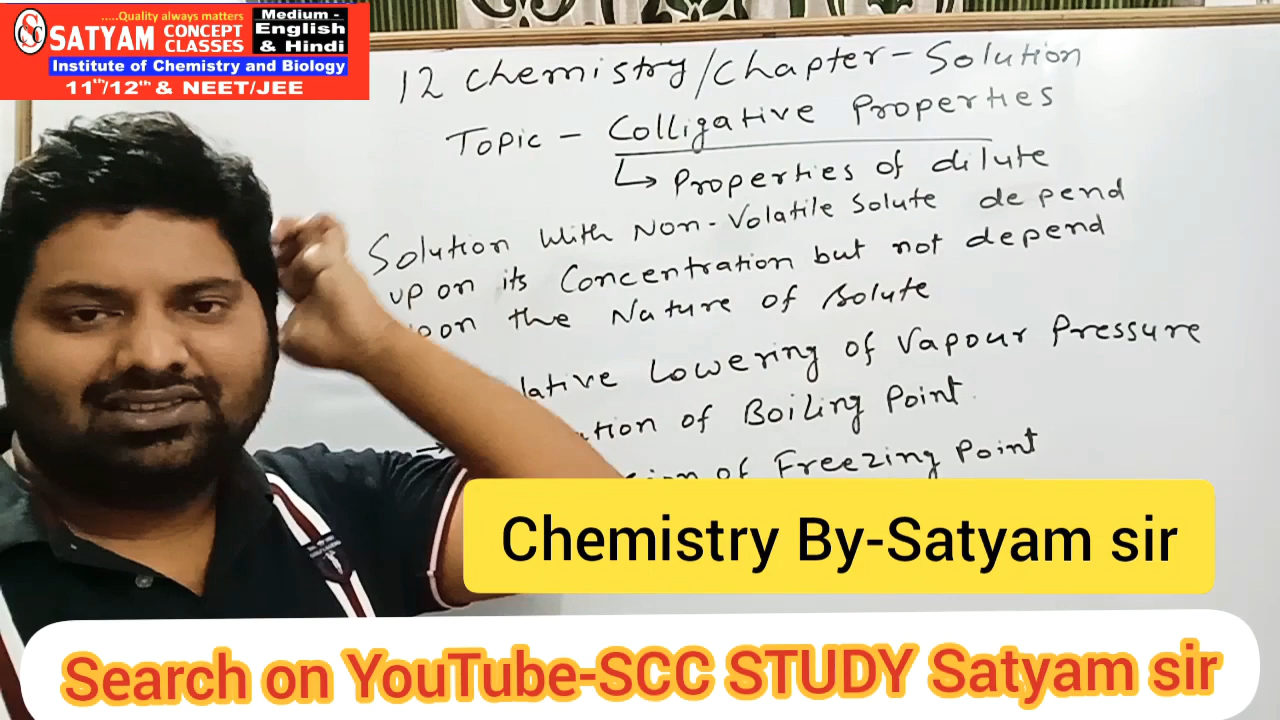 .....Quality always matters
SCC SATYAM CONCEPT CLASSES
Institute of Chemistry and Biology
11th/12th & NEET/JEE
Medium -
English
& Hindi
12 Chemistry/Chapter - Solution
Topic - Colligative Properties
↳ Properties of dilute
Solution With Non-Volatile Solute depend
upon its Concentration but not depend
the Nature of Solute
Lowering of Vapour Pressure
of Boiling Point
of Freezing Point
Chemistry By-Satyam sir
Search on YouTube-SCC STUDY Satyam sir